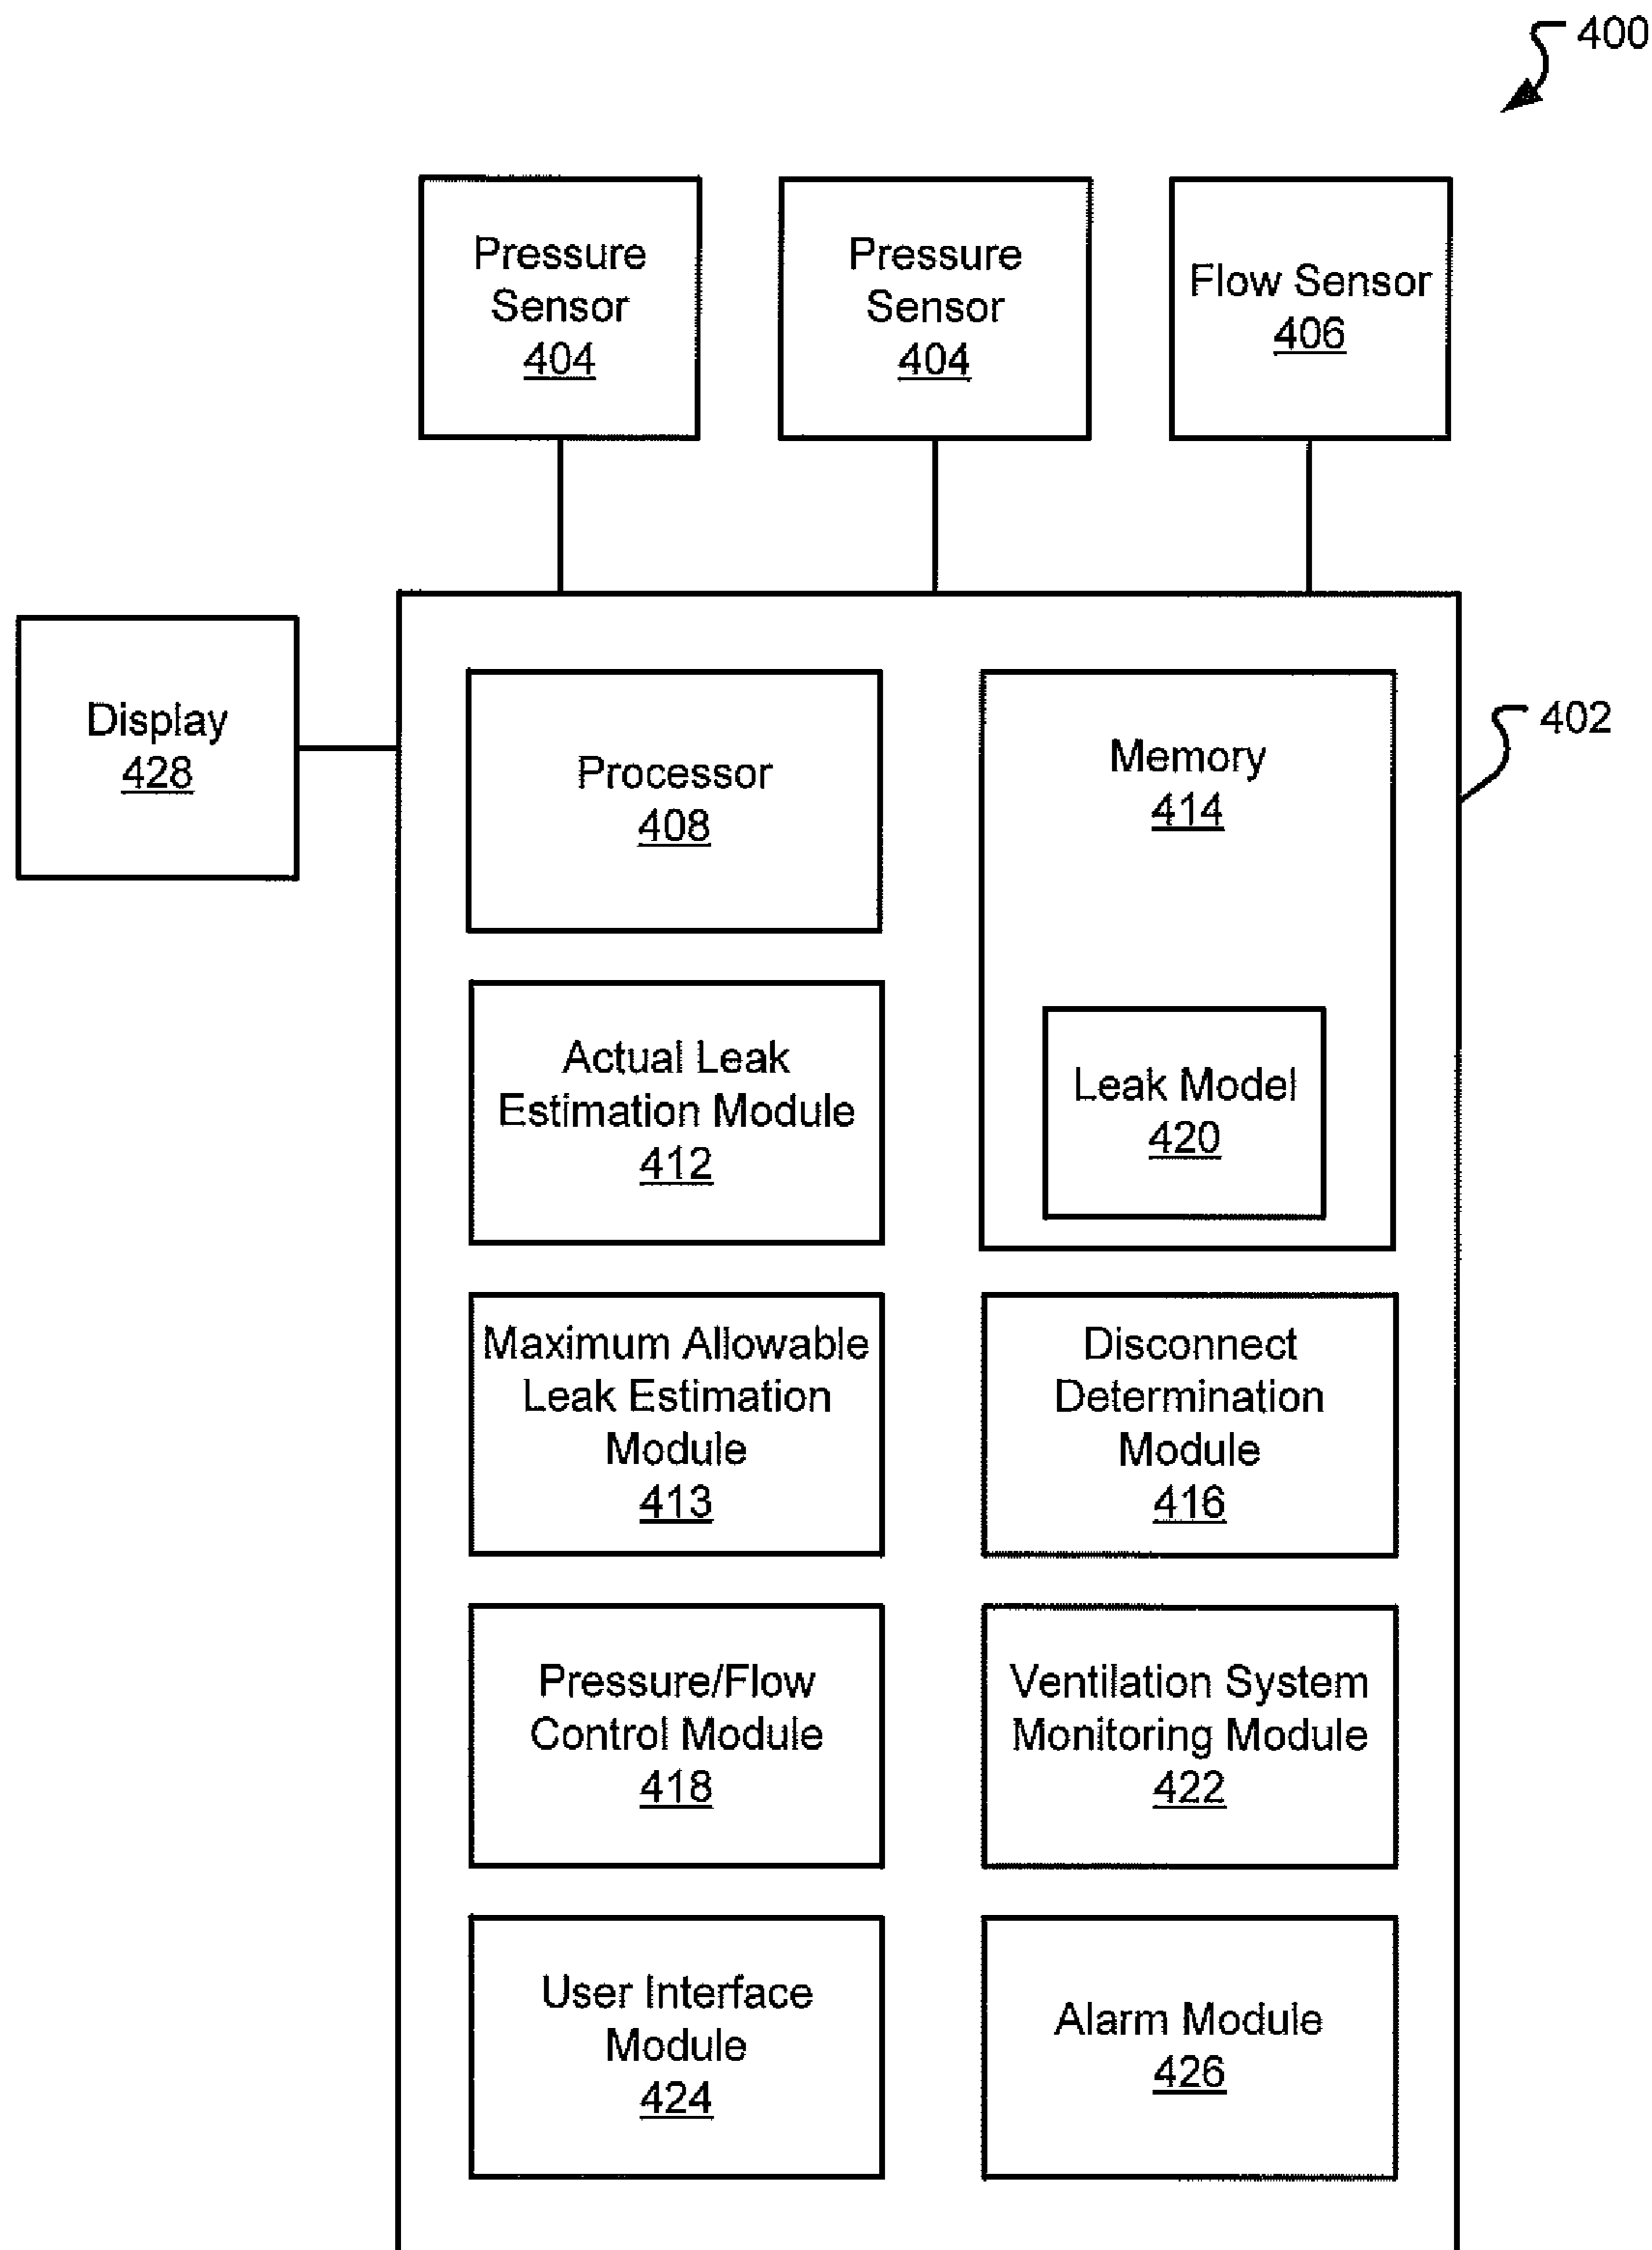 400
Pressure
Sensor
404
Pressure
Sensor
404
Flow Sensor
406
Display
428
Processor
408
Memory
414
402
Leak Model
420
Actual Leak
Estimation Module
412
Maximum Allowable
Leak Estimation
Module
413
Disconnect
Determination
Module
416
Pressure/Flow
Control Module
418
Ventilation System
Monitoring Module
422
User Interface
Module
424
Alarm Module
426